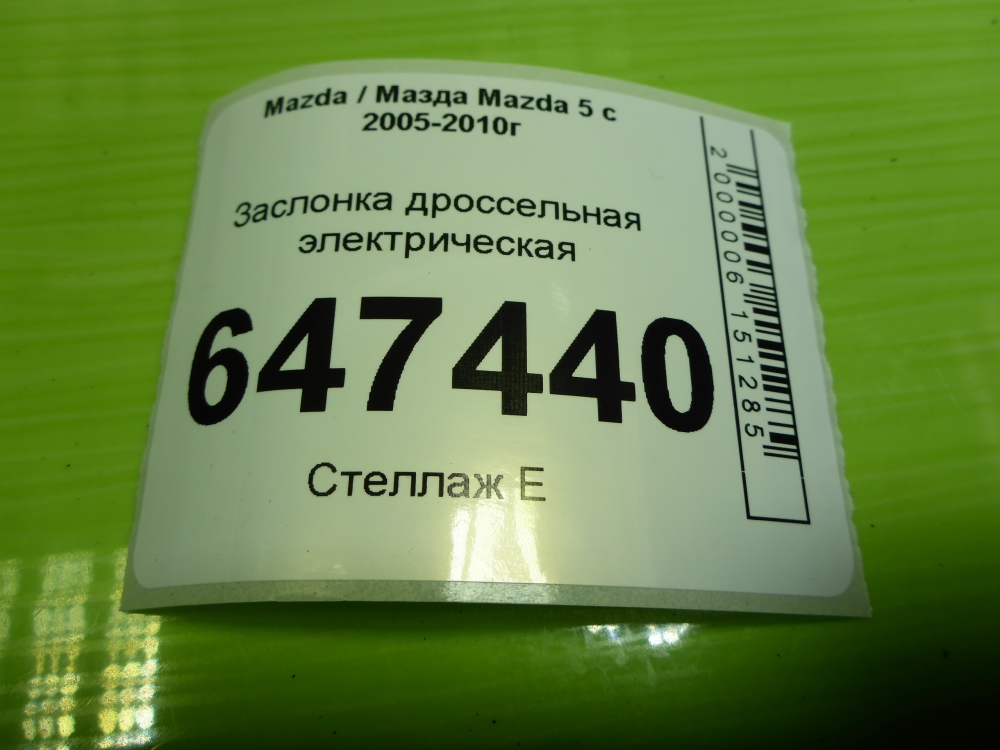 Mazda / Мазда Mazda 5 с
2005-2010г
Заслонка дроссельная
электрическая
647440
Стеллаж Е
2000006151285